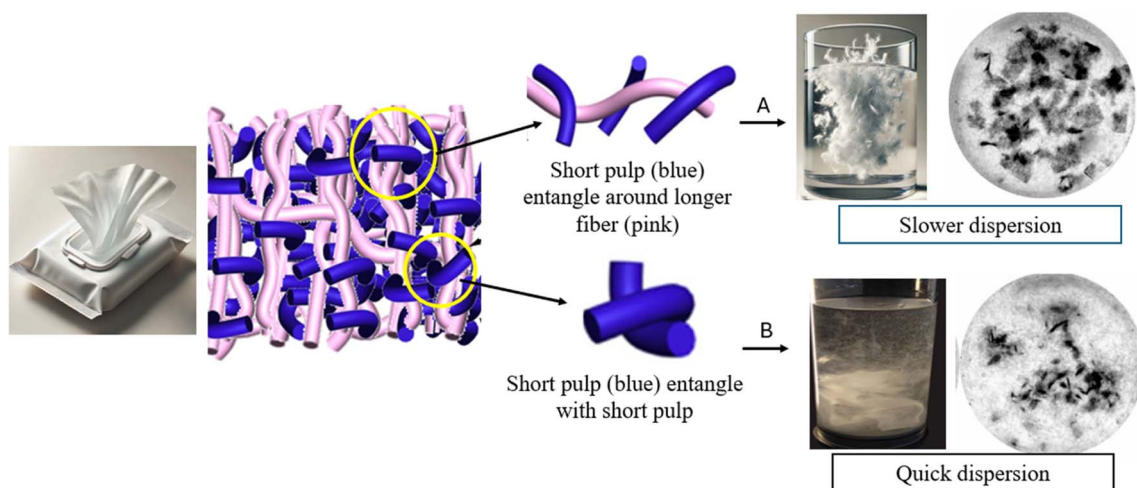 Short pulp (blue)
entangle around longer
fiber (pink)
A
Slower dispersion
Short pulp (blue) entangle
with short pulp
B
Quick dispersion